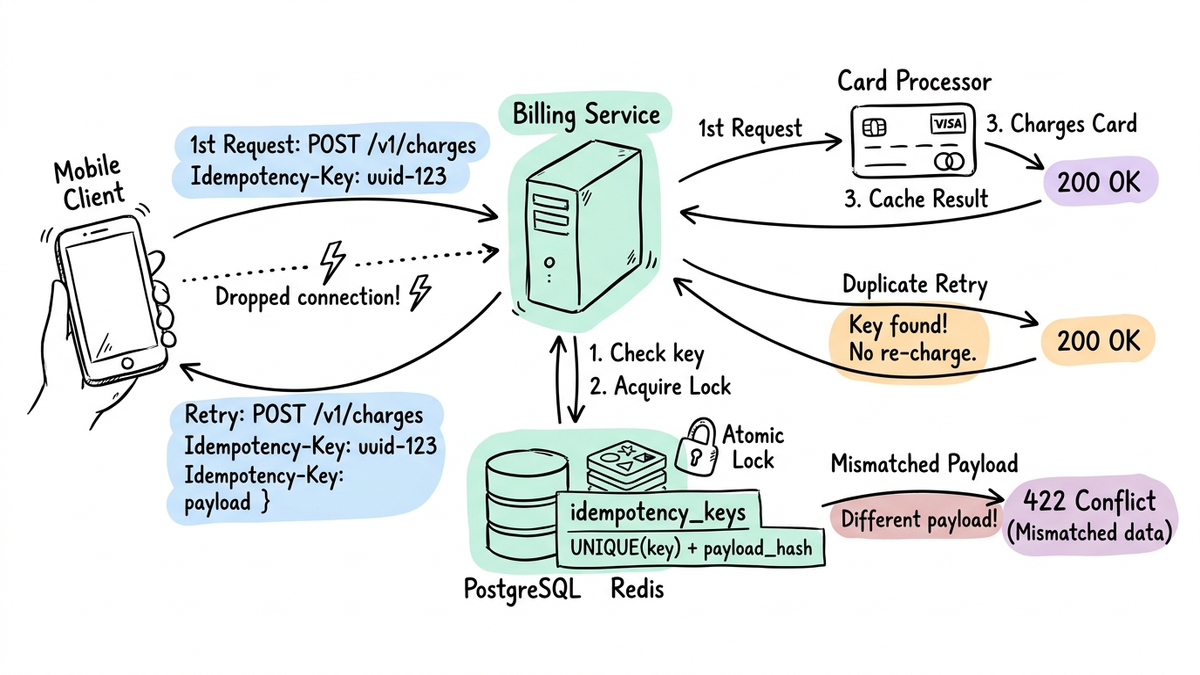 Mobile
Client
1st Request: POST /v1/charges
Idempotency-Key: uuid-123
Dropped connection!
Retry: POST /v1/charges
Idempotency-Key: uuid-123
Idempotency-Key:
payload }
Billing Service
1. Check key
2. Acquire Lock
Atomic
Lock
idempotency_keys
UNIQUE(key) + payload_hash
PostgreSQL
Redis
1st Request
Card Processor
VISA
3. Charges Card
200 OK
3. Cache Result
Duplicate Retry
Key found!
No re-charge.
200 OK
Mismatched Payload
Different payload!
422 Conflict
(Mismatched data)